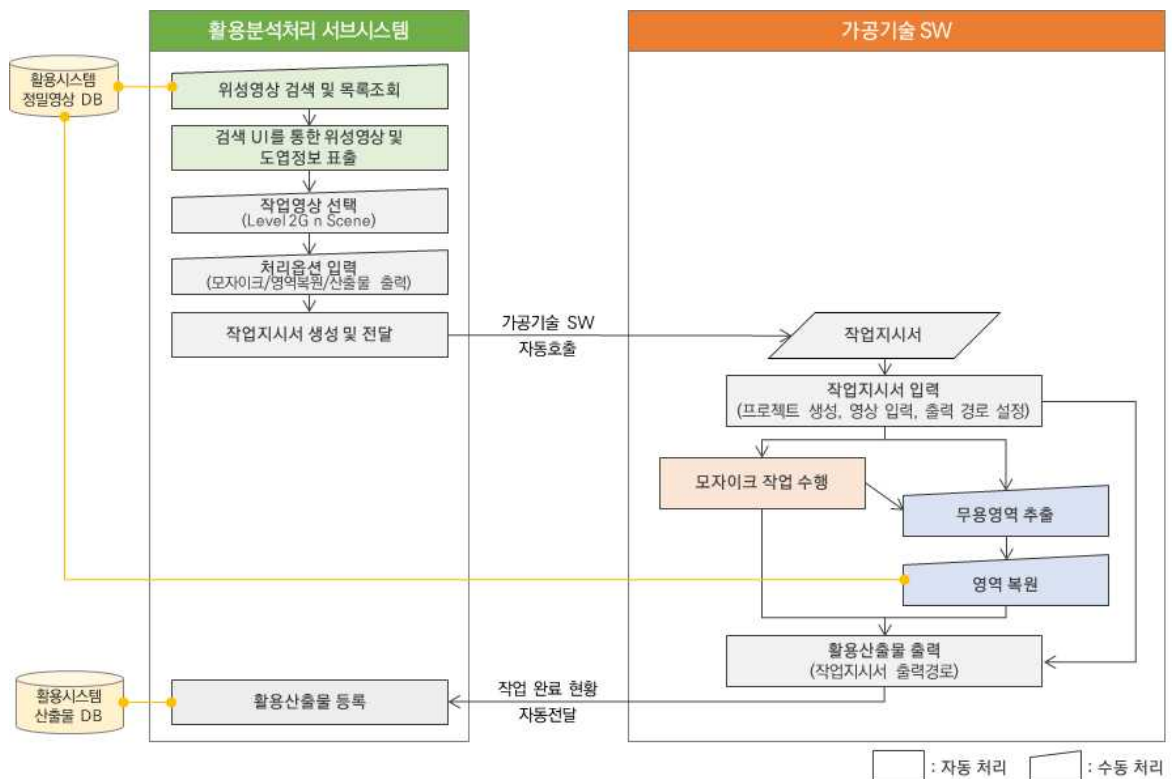 활용분석처리 서브시스템
가공기술 SW
활용시스템
정밀영상 DB
위성영상 검색 및 목록조회
검색 UI를 통한 위성영상 및
도엽정보 표출
작업영상 선택
(Level 2G n Scene)
처리옵션 입력
(모자이크/영역복원/산출물 출력)
작업지시서 생성 및 전달
가공기술 SW
자동호출
작업지시서
작업지시서 입력
(프로젝트 생성, 영상 입력, 출력 경로 설정)
모자이크 작업 수행
무용영역 추출
영역 복원
활용산출물 출력
(작업지시서 출력경로)
작업 완료 현황
자동전달
활용산출물 등록
활용시스템
산출물 DB
: 자동 처리
: 수동 처리